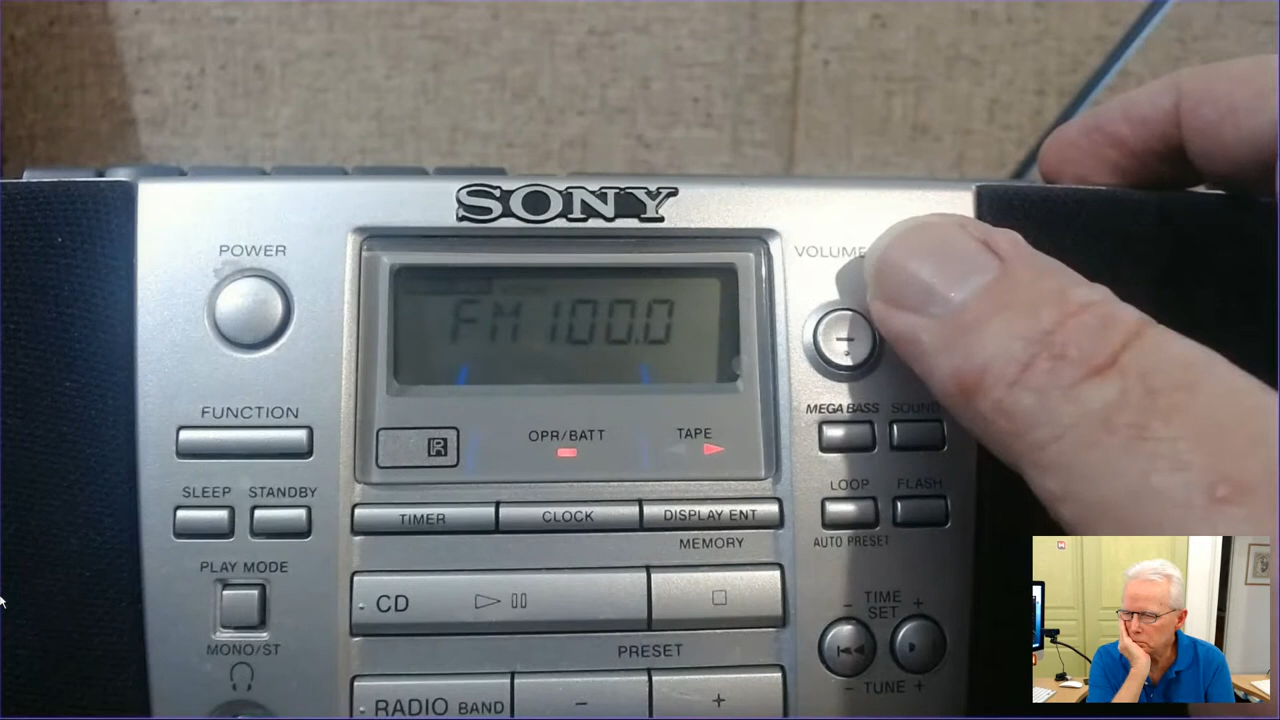 SONY
POWER
VOLUME
FM 100.0
FUNCTION
MEGA BASS
SOUND
OPR/BATT
TAPE
SLEEP
STANDBY
LOOP
FLASH
TIMER
CLOCK
DISPLAY ENT
MEMORY
AUTO PRESET
PLAY MODE
CD
- TIME SET +
MONO/ST
PRESET
RADIO BAND
-
+
- TUNE +